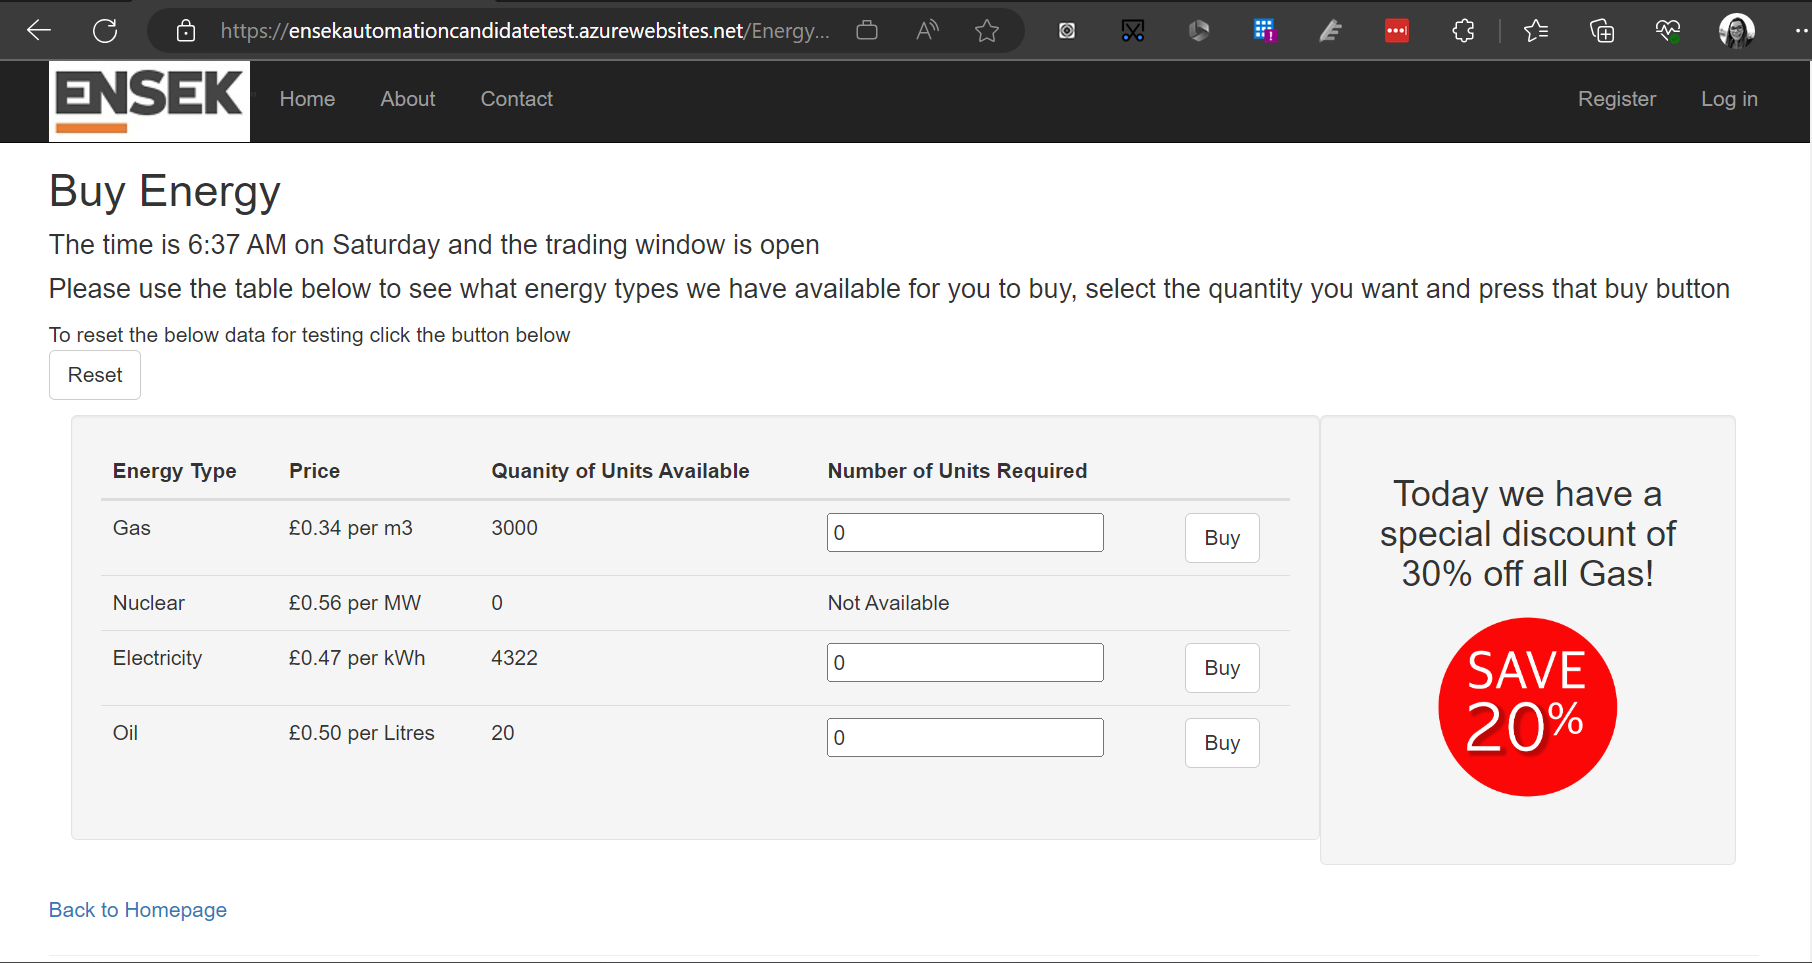 https://ensekautomationcandidatetest.azurewebsites.net/Energy...
ENSEK
Home About Contact Register Log in
Buy Energy
The time is 6:37 AM on Saturday and the trading window is open
Please use the table below to see what energy types we have available for you to buy, select the quantity you want and press that buy button
To reset the below data for testing click the button below
Reset
Energy Type Price Quanity of Units Available Number of Units Required
Gas £0.34 per m3 3000 0 Buy
Nuclear £0.56 per MW 0 Not Available
Electricity £0.47 per kWh 4322 0 Buy
Oil £0.50 per Litres 20 0 Buy
Today we have a
special discount of
30% off all Gas!
SAVE
20%
Back to Homepage